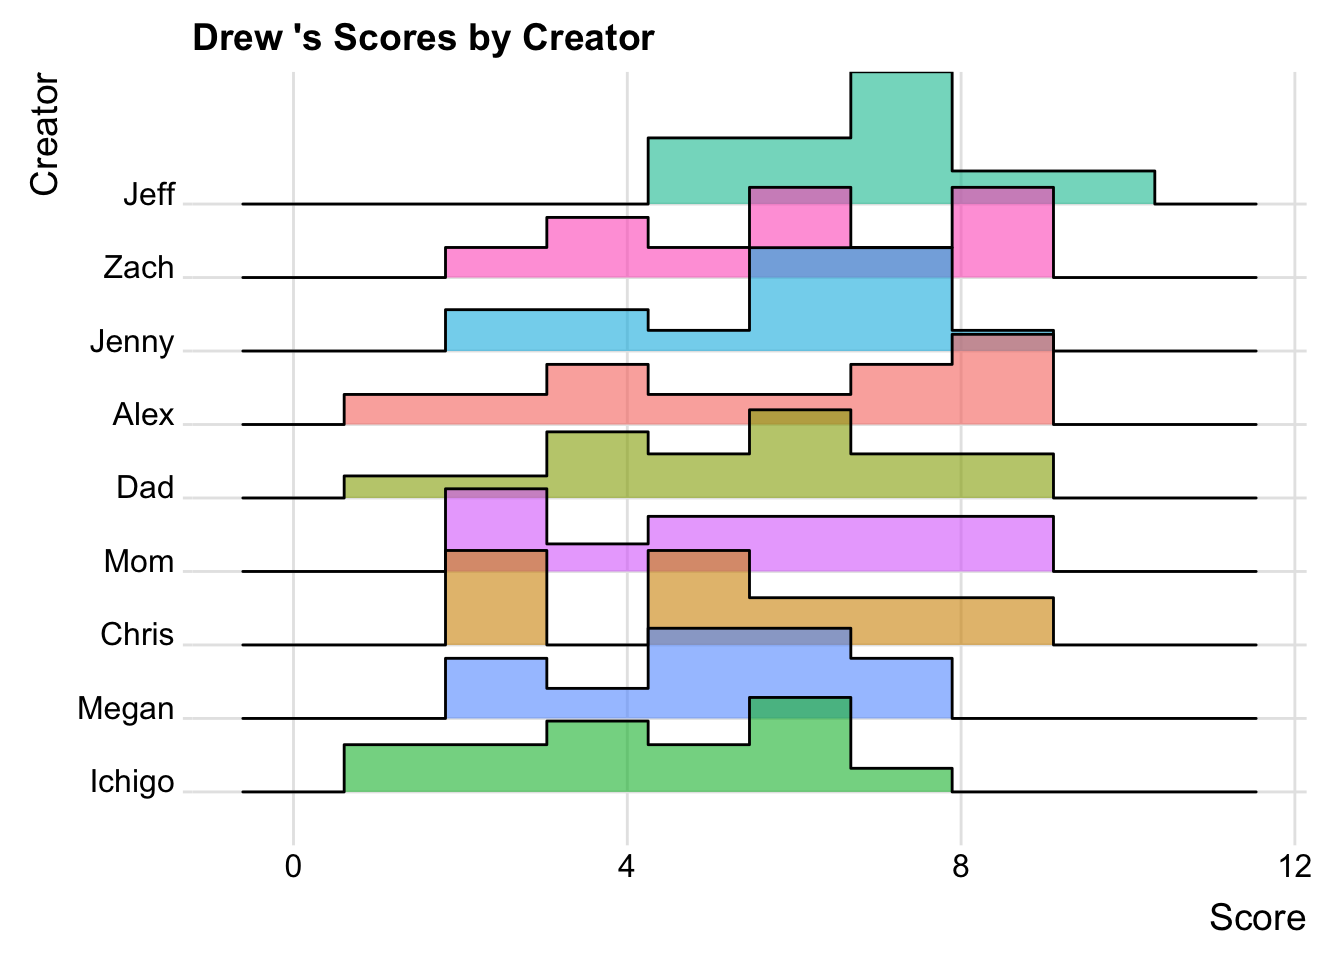 Drew 's Scores by Creator
Creator
Jeff
Zach
Jenny
Alex
Dad
Mom
Chris
Megan
Ichigo
0 4 8 12
Score